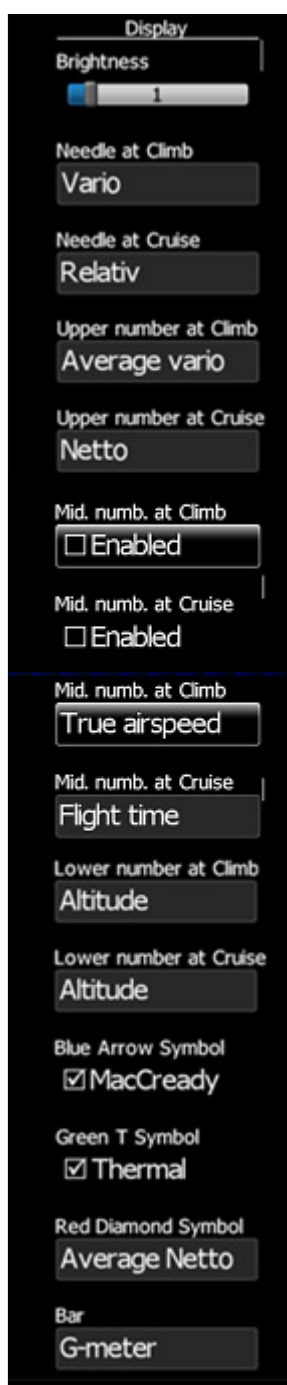 Display
Brightness
1
Needle at Climb
Vario
Needle at Cruise
Relativ
Upper number at Climb
Average vario
Upper number at Cruise
Netto
Mid. numb. at Climb
Enabled
Mid. numb. at Cruise
Enabled
Mid. numb. at Climb
True airspeed
Mid. numb. at Cruise
Flight time
Lower number at Climb
Altitude
Lower number at Cruise
Altitude
Blue Arrow Symbol
MacCready
Green T Symbol
Thermal
Red Diamond Symbol
Average Netto
Bar
G-meter